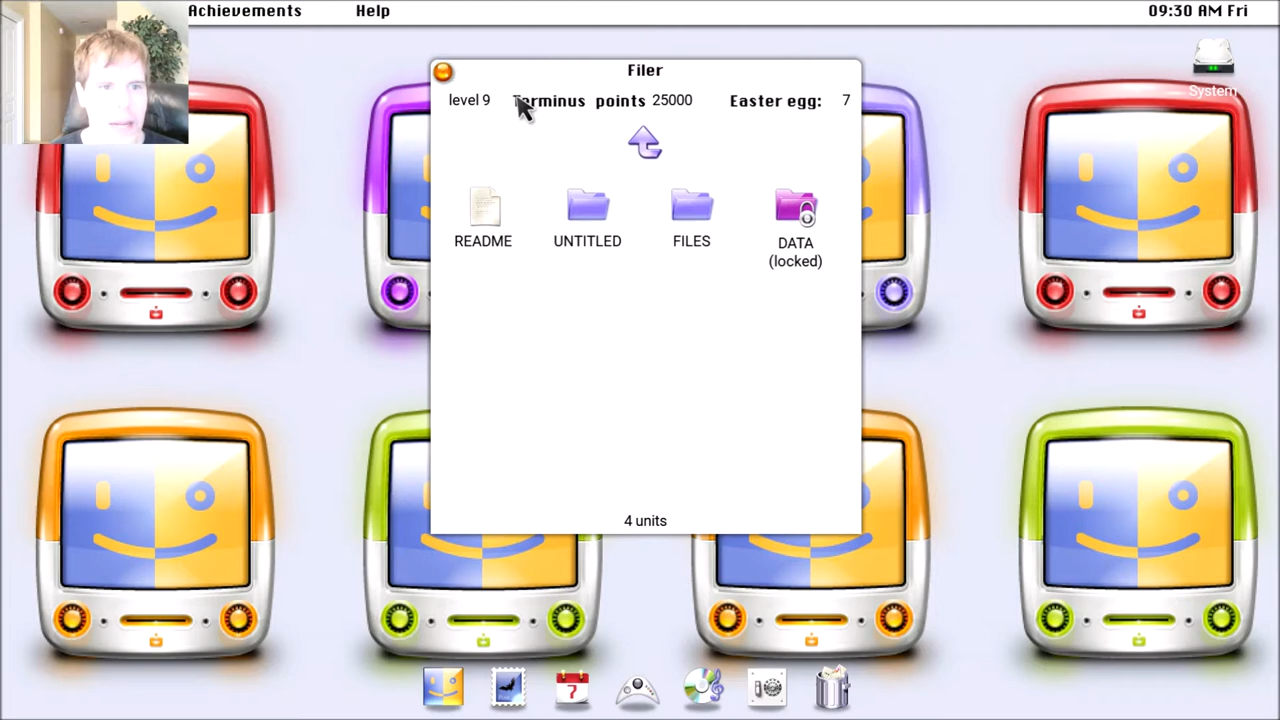 Achievements Help 09:30 AM Fri
System
Filer
level 9 Terminus points 25000 Easter egg: 7
README UNTITLED FILES DATA
(locked)
4 units
7